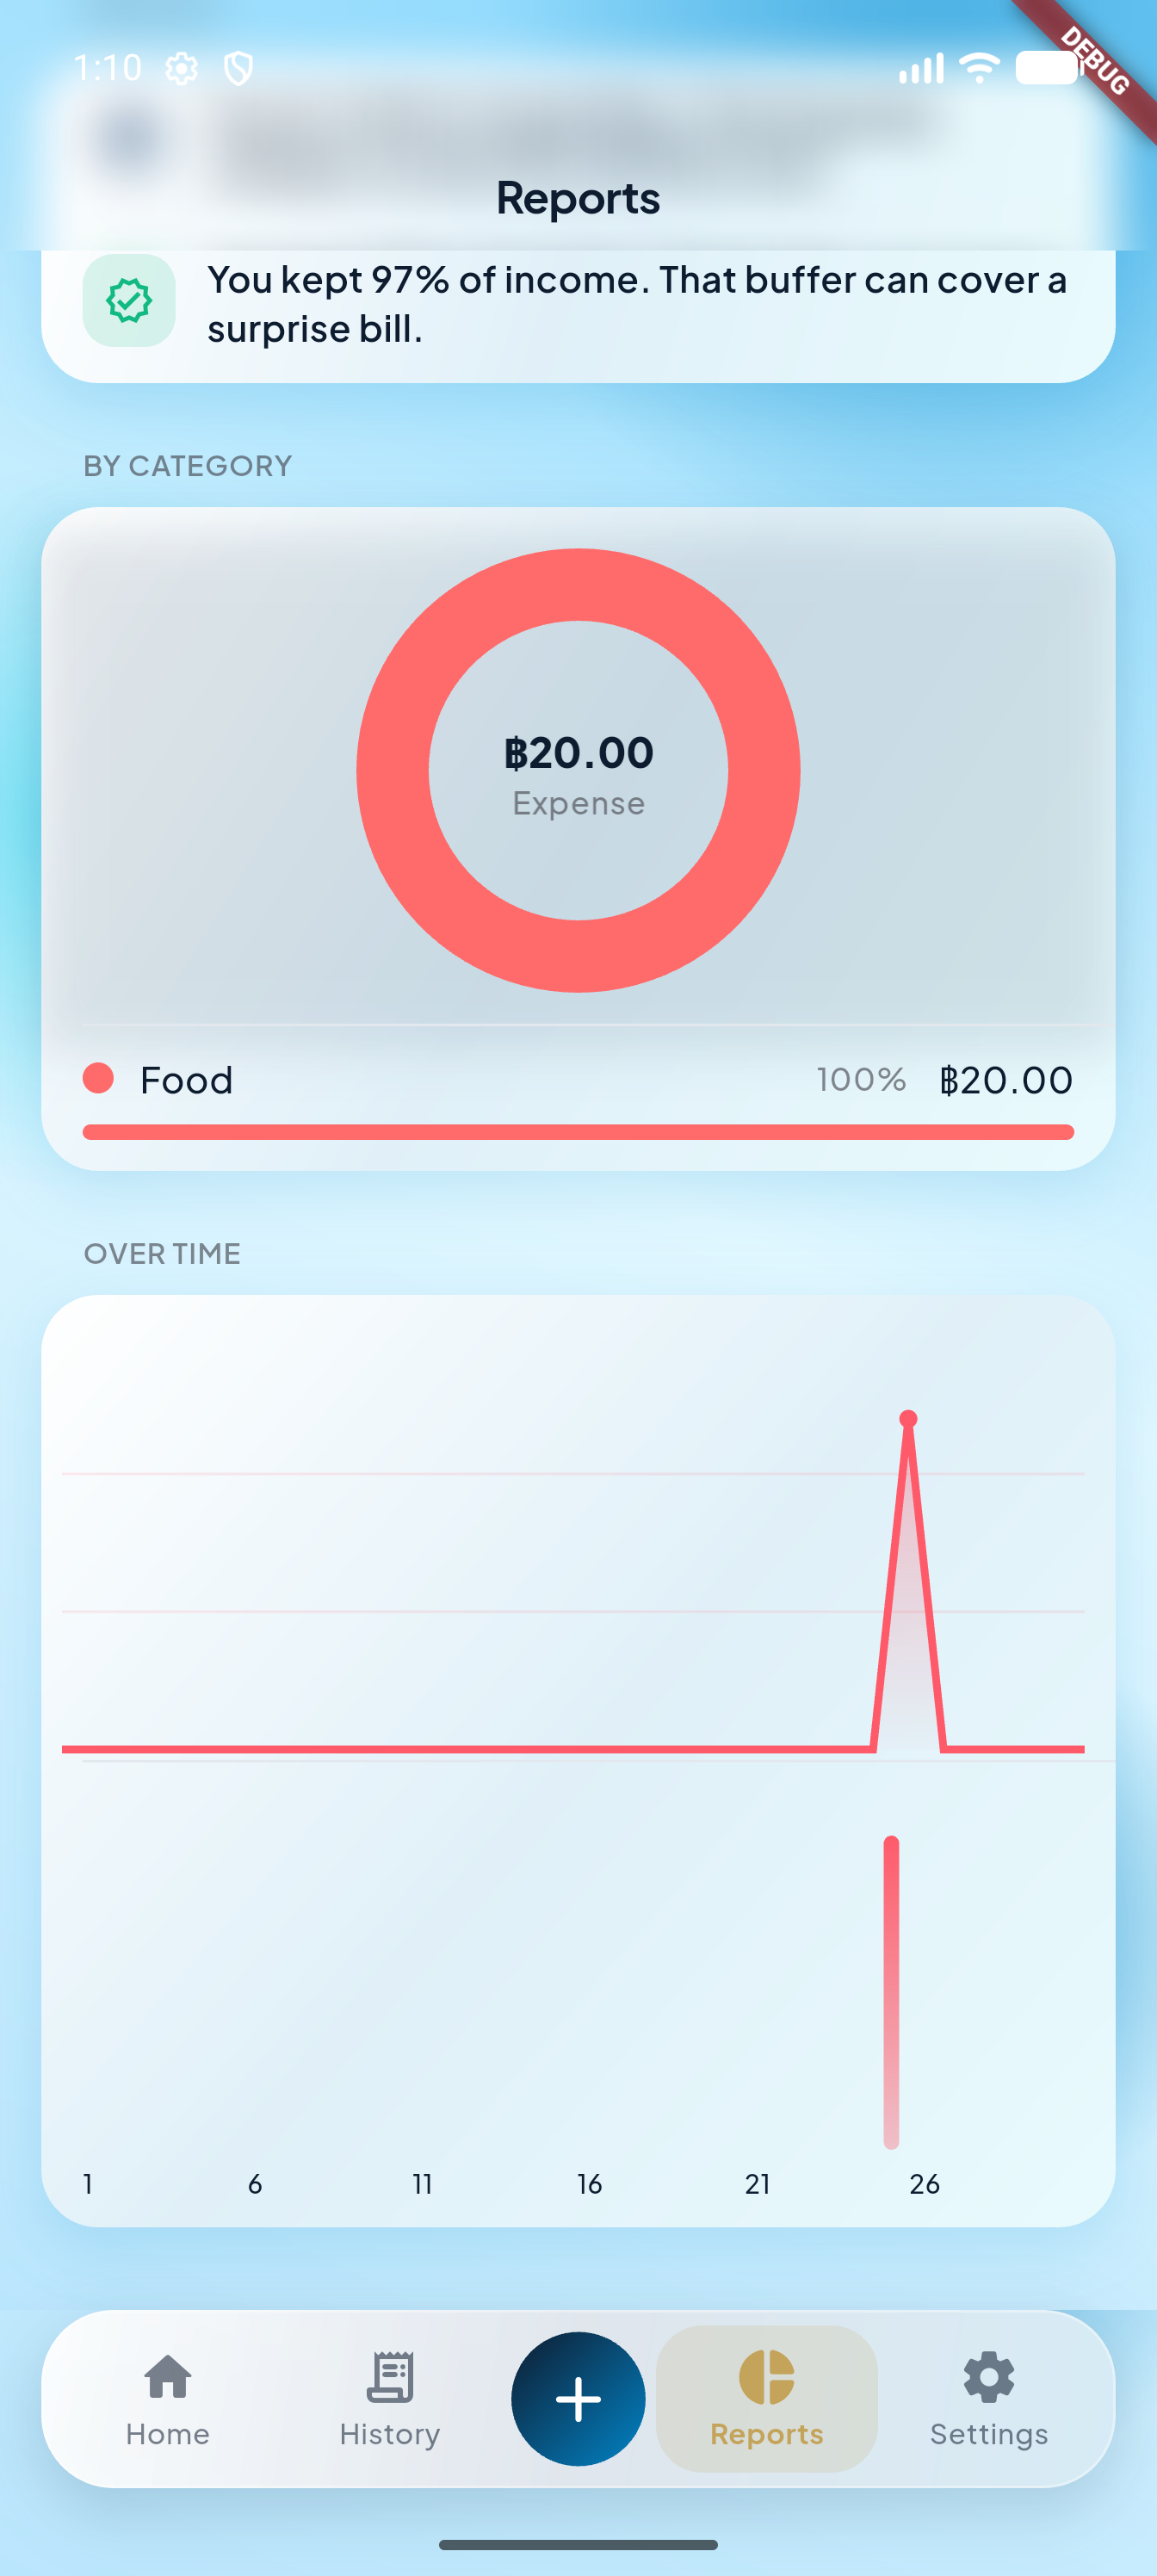 1:10
DEBUG
Reports
You kept 97% of income. That buffer can cover a
surprise bill.
BY CATEGORY
฿20.00
Expense
Food 100% ฿20.00
OVER TIME
1 6 11 16 21 26
Home History Reports Settings